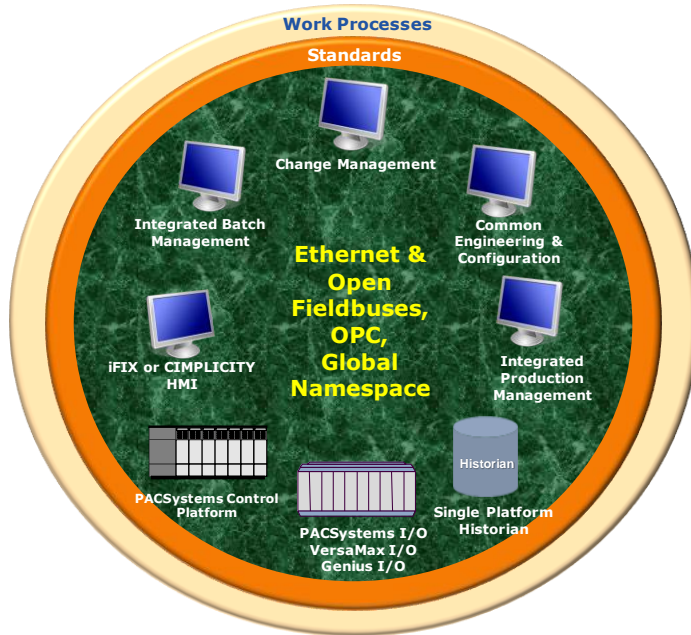 Work Processes
Standards
Change Management
Integrated Batch
Management
Common
Engineering &
Configuration
Ethernet &
Open
Fieldbuses,
OPC,
Global
Namespace
iFIX or CIMPLICITY
HMI
Integrated
Production
Management
PACSystems Control
Platform
PACSystems I/O
VersaMax I/O
Genius I/O
Historian
Single Platform
Historian